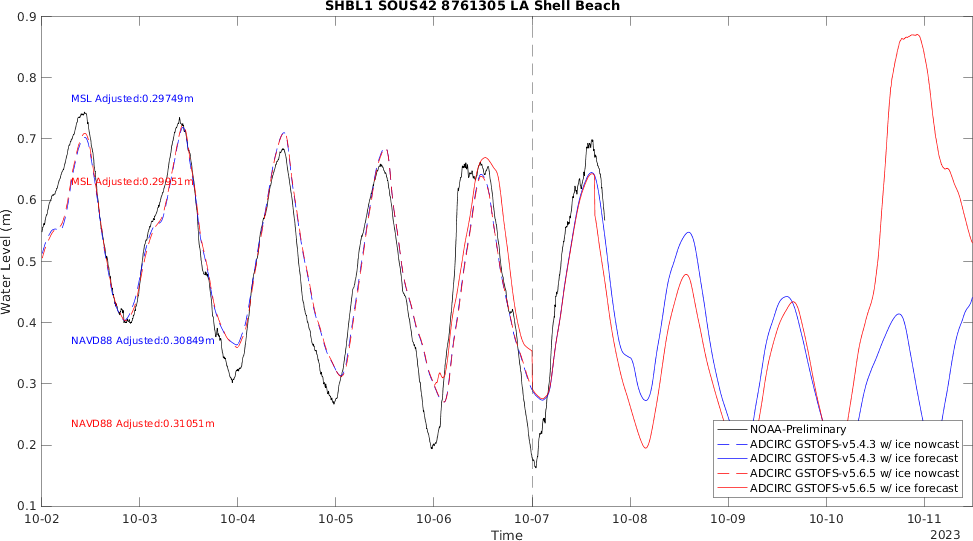 SHBL1 SOUS42 8761305 LA Shell Beach
0.9
0.8
0.7
0.6
0.5
0.4
0.3
0.2
0.1
Water Level (m)
MSL Adjusted:0.29749m
MSL Adjusted:0.29951m
NAVD88 Adjusted:0.30849m
NAVD88 Adjusted:0.31051m
NOAA-Preliminary
ADCIRC GSTOFS-v5.4.3 w/ ice nowcast
ADCIRC GSTOFS-v5.4.3 w/ ice forecast
ADCIRC GSTOFS-v5.6.5 w/ ice nowcast
ADCIRC GSTOFS-v5.6.5 w/ ice forecast
10-02 10-03 10-04 10-05 10-06 10-07 10-08 10-09 10-10 10-11
Time
2023